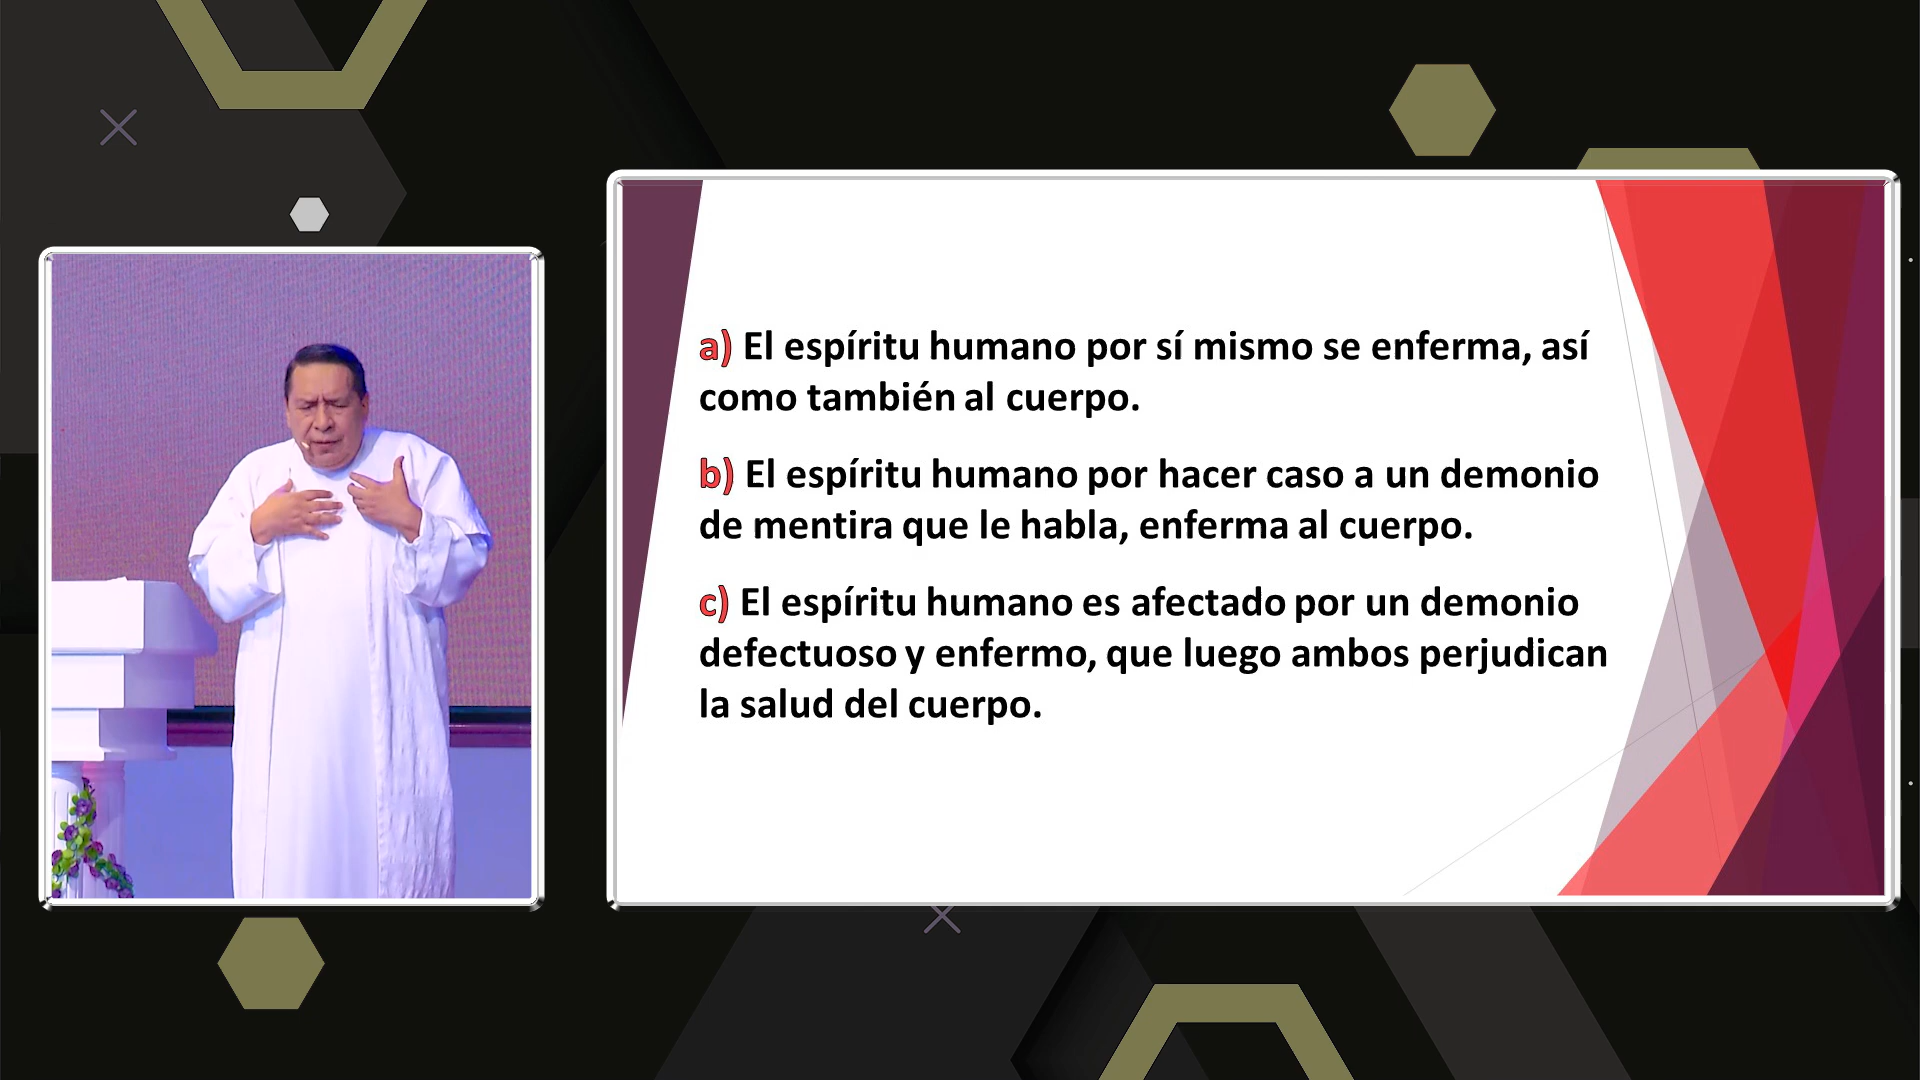 a) El espíritu humano por sí mismo se enferma, así
como también al cuerpo.
b) El espíritu humano por hacer caso a un demonio
de mentira que le habla, enferma al cuerpo.
c) El espíritu humano es afectado por un demonio
defectuoso y enfermo, que luego ambos perjudican
la salud del cuerpo.